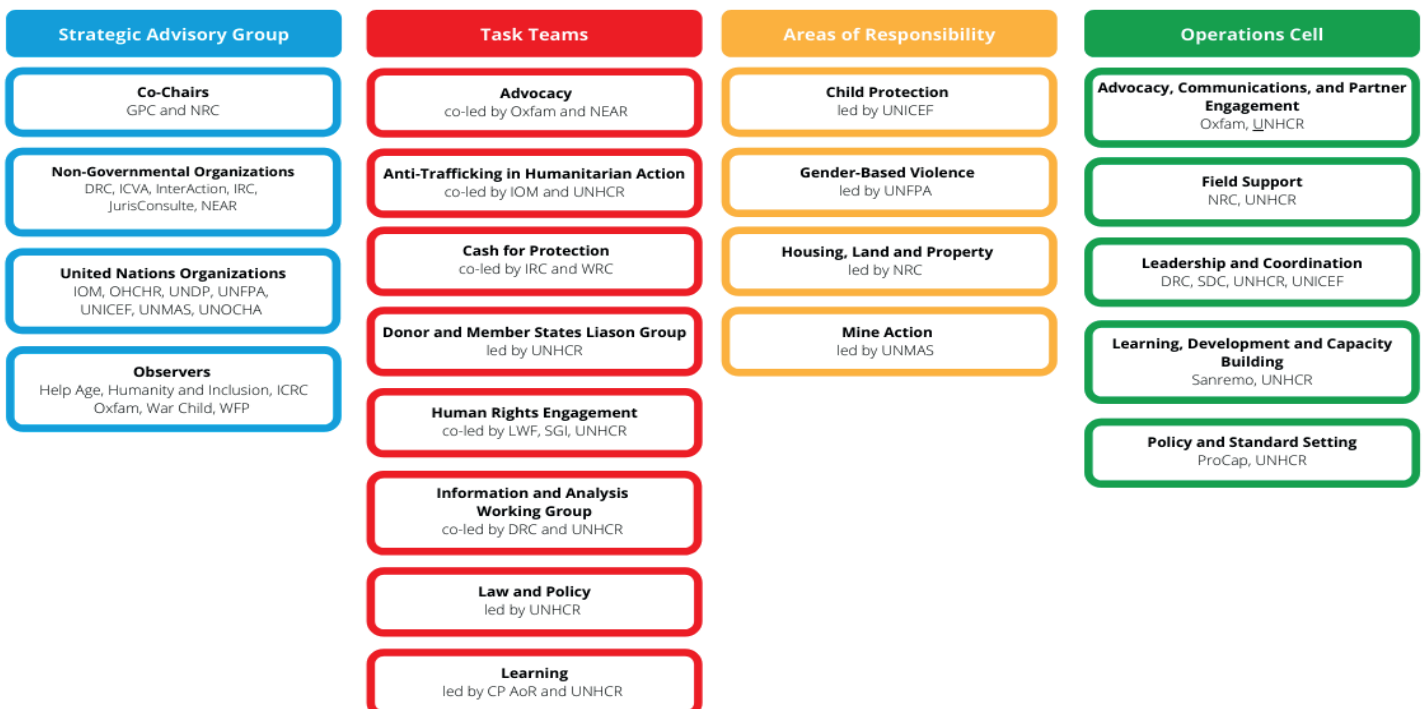 Strategic Advisory Group
Co-Chairs
GPC and NRC
Non-Governmental Organizations
DRC, ICVA, InterAction, IRC,
JurisConsulte, NEAR
United Nations Organizations
IOM, OHCHR, UNDP, UNFPA,
UNICEF, UNMAS, UNOCHA
Observers
Help Age, Humanity and Inclusion, ICRC
Oxfam, War Child, WFP
Task Teams
Advocacy
co-led by Oxfam and NEAR
Anti-Trafficking in Humanitarian Action
co-led by IOM and UNHCR
Cash for Protection
co-led by IRC and WRC
Donor and Member States Liason Group
led by UNHCR
Human Rights Engagement
co-led by LWF, SGI, UNHCR
Information and Analysis
Working Group
co-led by DRC and UNHCR
Law and Policy
led by UNHCR
Learning
led by CP AoR and UNHCR
Areas of Responsibility
Child Protection
led by UNICEF
Gender-Based Violence
led by UNFPA
Housing, Land and Property
led by NRC
Mine Action
led by UNMAS
Operations Cell
Advocacy, Communications, and Partner
Engagement
Oxfam, UNHCR
Field Support
NRC, UNHCR
Leadership and Coordination
DRC, SDC, UNHCR, UNICEF
Learning, Development and Capacity
Building
Sanremo, UNHCR
Policy and Standard Setting
ProCap, UNHCR